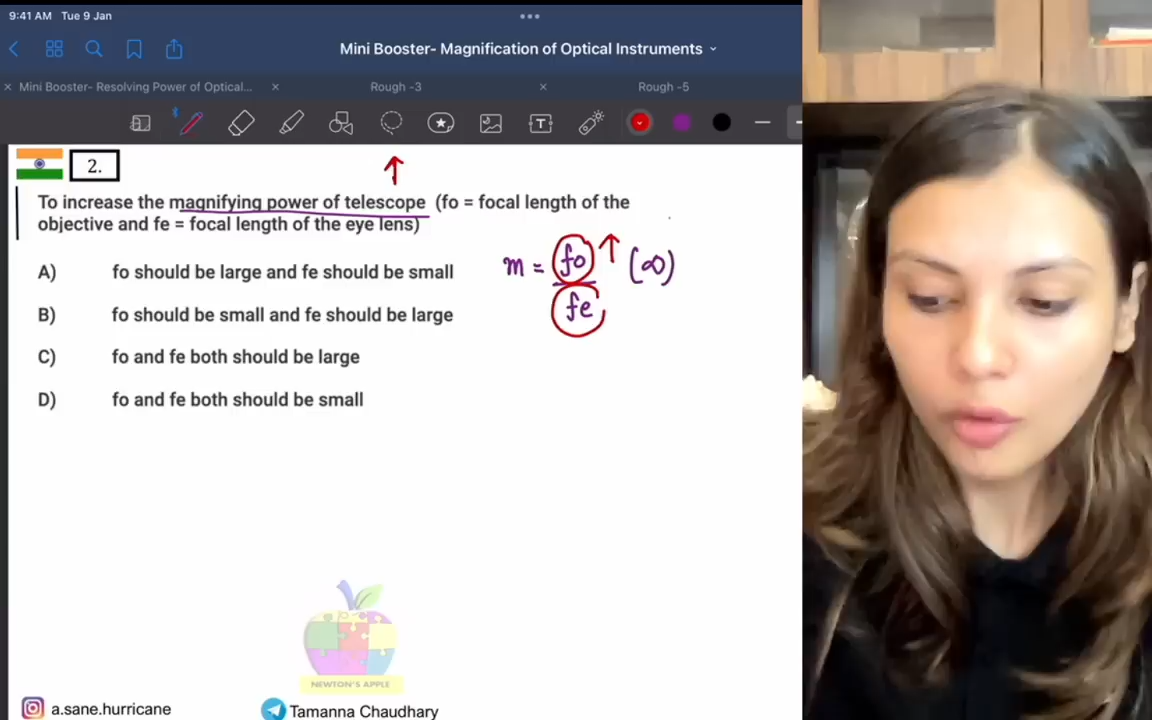 9:41 AM Tue 9 Jan
Mini Booster- Magnification of Optical Instruments
Mini Booster- Resolving Power of Optical...
Rough -3
Rough -5
2.
To increase the magnifying power of telescope (fo = focal length of the
objective and fe = focal length of the eye lens)
m = fo (∞)
fe
A) fo should be large and fe should be small
B) fo should be small and fe should be large
C) fo and fe both should be large
D) fo and fe both should be small
NEWTON'S APPLE
a.sane.hurricane
Tamanna Chaudhary